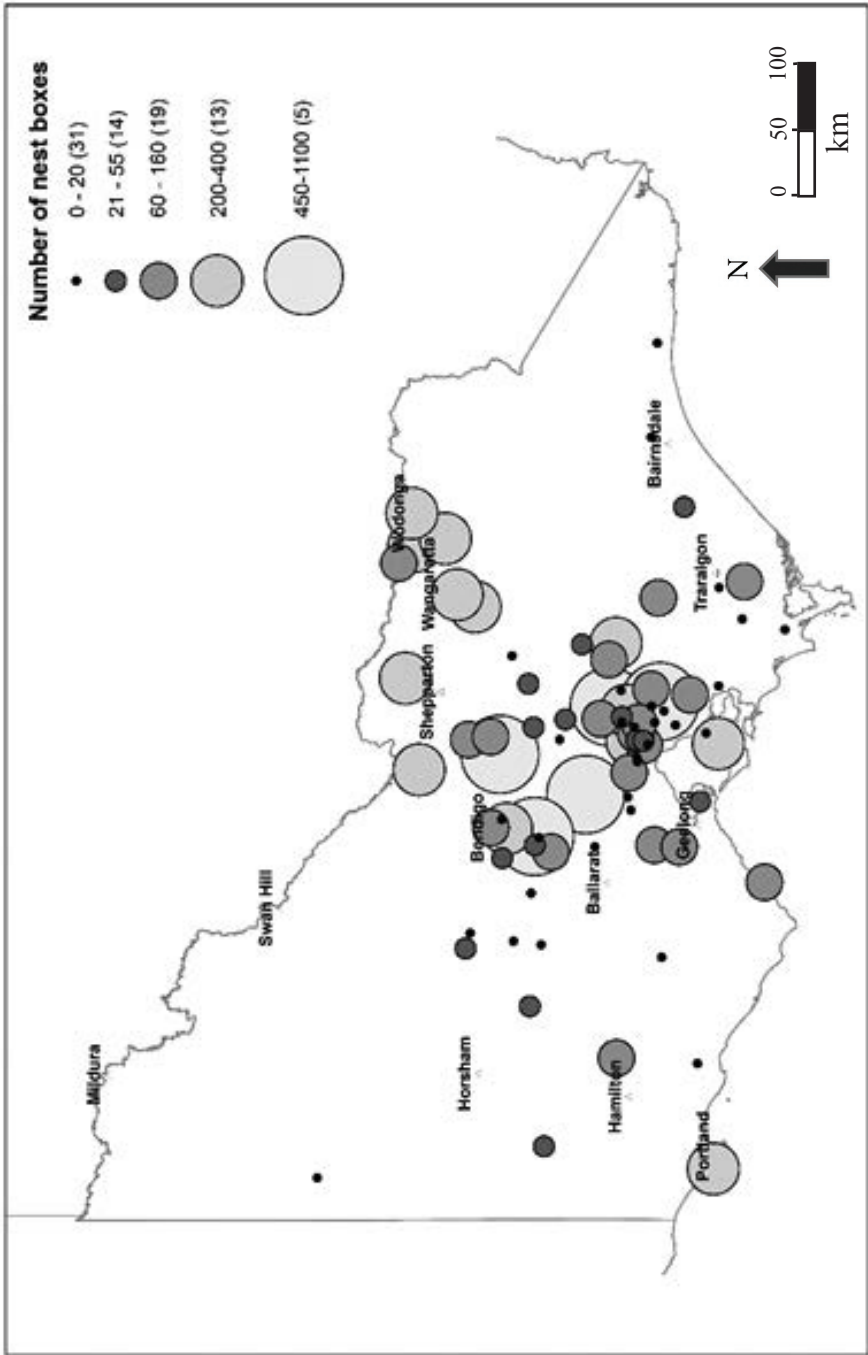 Number of nest boxes
0 - 20 (31)
21 - 55 (14)
60 - 160 (19)
200-400 (13)
450-1100 (5)
Mildura
Swan Hill
Wodonga
Wangaratta
Shepparton
Bendigo
Horsham
Ballarat
Hamilton
Geelong
Portland
Traralgon
Bairnsdale
N
0 50 100
km